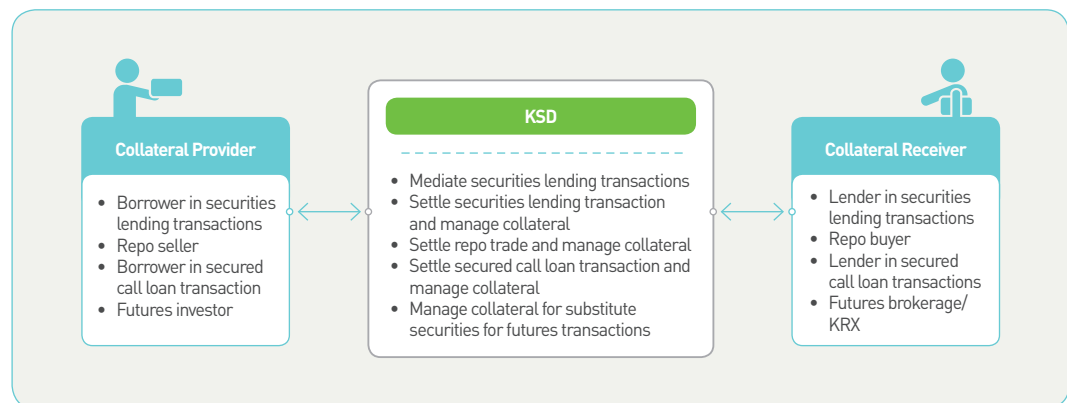 Collateral Provider
• Borrower in securities
lending transactions
• Repo seller
• Borrower in secured
call loan transaction
• Futures investor
KSD
• Mediate securities lending transactions
• Settle securities lending transaction
and manage collateral
• Settle repo trade and manage collateral
• Settle secured call loan transaction and
manage collateral
• Manage collateral for substitute
securities for futures transactions
Collateral Receiver
• Lender in securities
lending transactions
• Repo buyer
• Lender in secured
call loan transactions
• Futures brokerage/
KRX